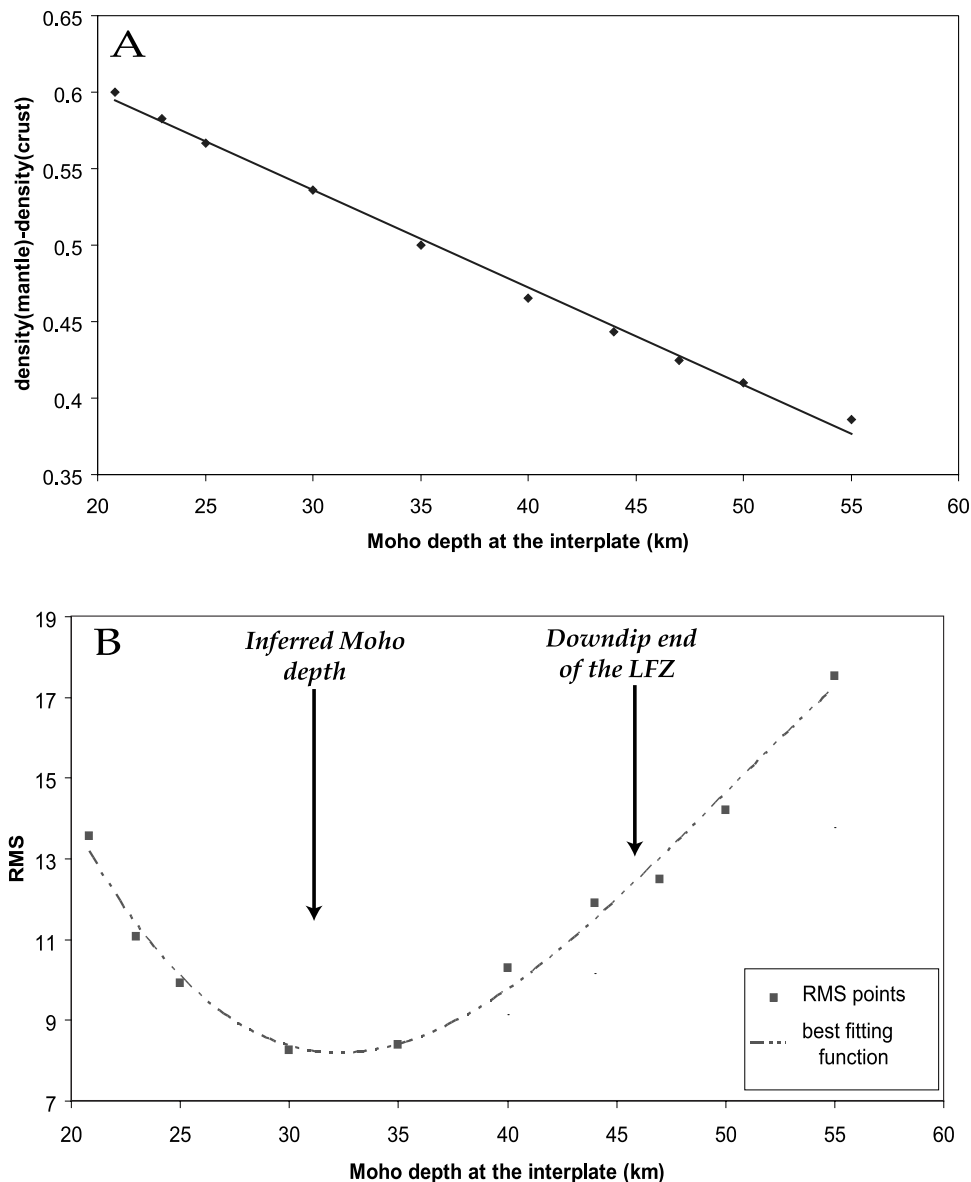 A
0.65
0.6
0.55
0.5
0.45
0.4
0.35
density(mantle)-density(crust)
20 25 30 35 40 45 50 55 60
Moho depth at the interplate (km)
B
Inferred Moho
depth
Downdip end
of the LFZ
19
17
15
13
11
9
7
RMS
RMS points
best fitting
function
20 25 30 35 40 45 50 55 60
Moho depth at the interplate (km)